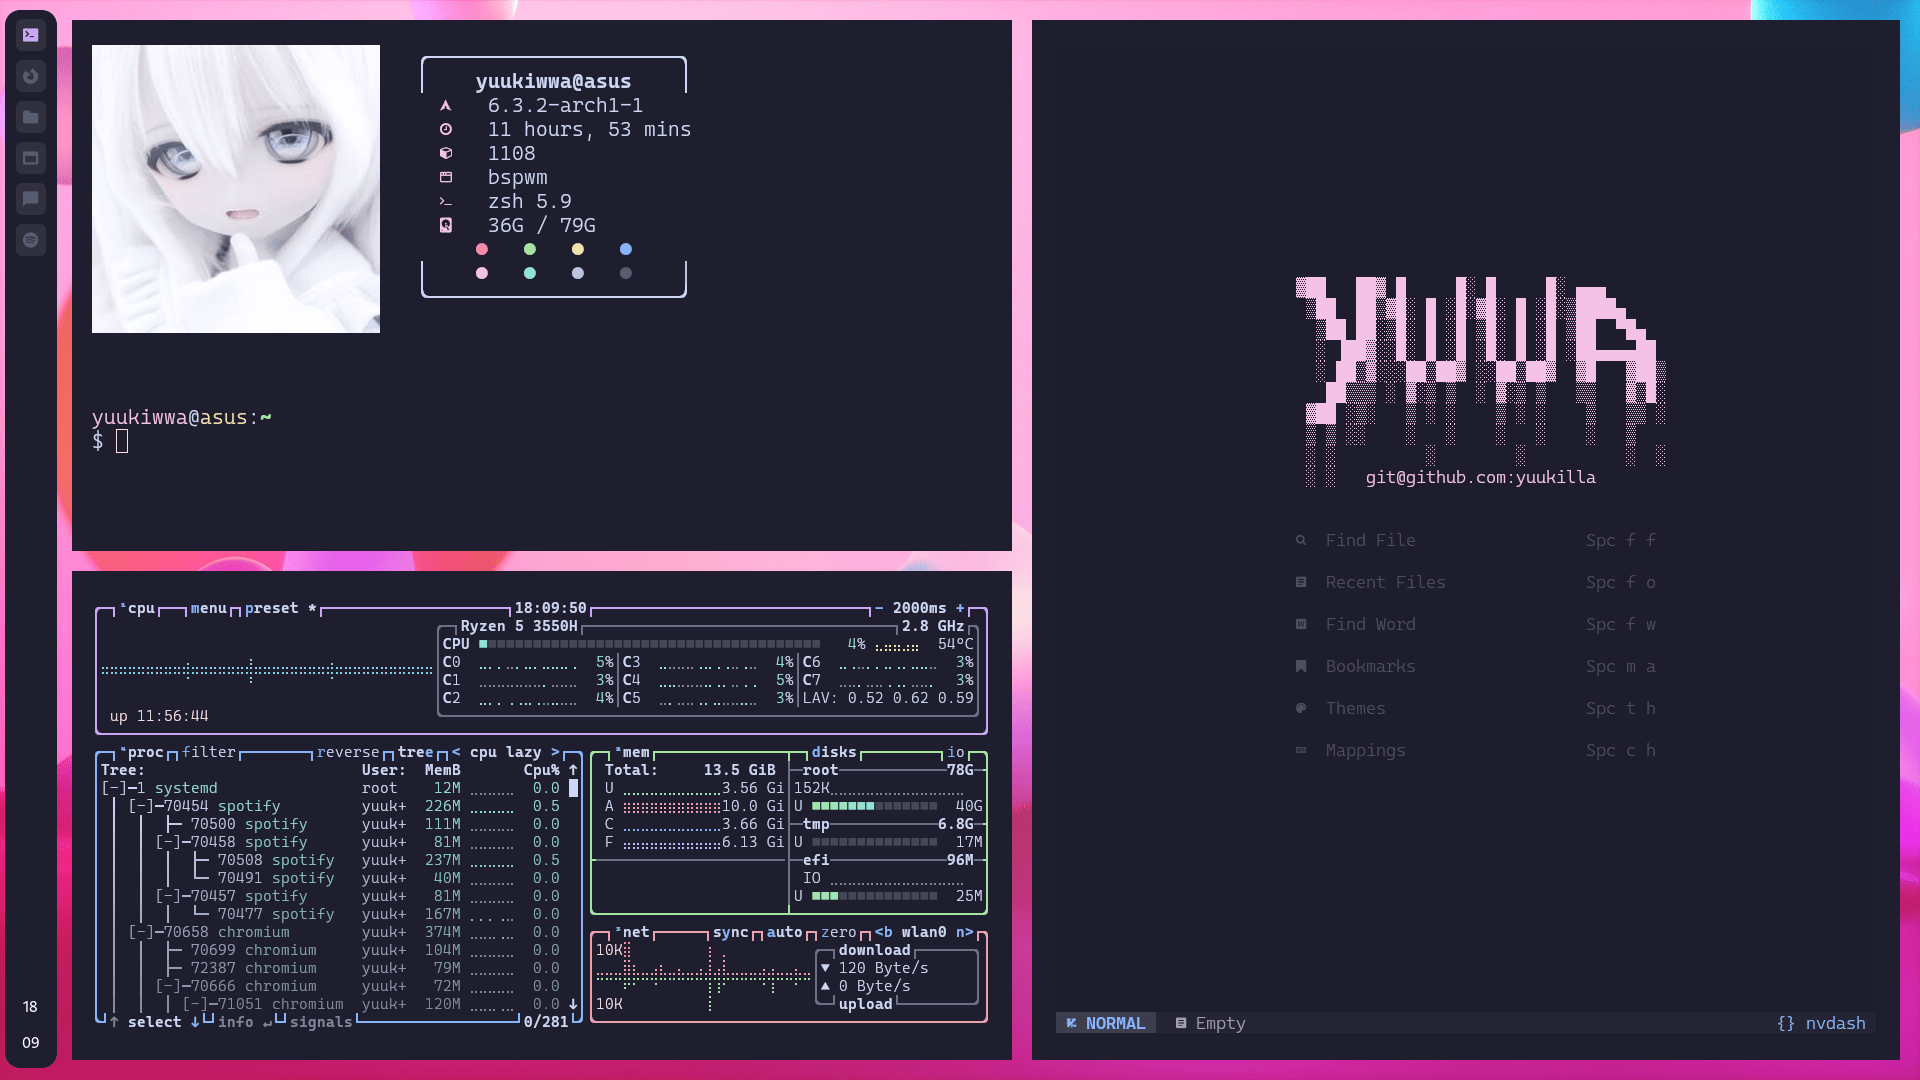 yuukiwwa@asus
6.3.2-arch1-1
11 hours, 53 mins
1108
bspwm
zsh 5.9
36G / 79G
yuukiwwa@asus:~
$
¹cpu menu preset * 18:09:50 - 2000ms +
Ryzen 5 3550H 2.8 GHz
CPU 4% 54°C
C0 5% C3 4% C6 3%
C1 3% C4 5% C7 3%
C2 4% C5 3% LAV: 0.52 0.62 0.59
up 11:56:44
⁴proc filter reverse tree < cpu lazy >
Tree: User: MemB Cpu% ↑
[-]─1 systemd root 12M 0.0
[-]─70454 spotify yuuk+ 226M 0.5
├─ 70500 spotify yuuk+ 111M 0.0
[-]─70458 spotify yuuk+ 81M 0.0
├─ 70508 spotify yuuk+ 237M 0.5
└─ 70491 spotify yuuk+ 40M 0.0
[-]─70457 spotify yuuk+ 81M 0.0
└─ 70477 spotify yuuk+ 167M 0.0
[-]─70658 chromium yuuk+ 374M 0.0
├─ 70699 chromium yuuk+ 104M 0.0
├─ 72387 chromium yuuk+ 79M 0.0
[-]─70666 chromium yuuk+ 72M 0.0
[-]─71051 chromium yuuk+ 120M 0.0 ↓
↑ select ↓ info ↵ signals 0/281
²mem
Total: 13.5 GiB
U 3.56 Gi
A 10.0 Gi
C 3.66 Gi
F 6.13 Gi
disks io
root 78G
152K
U 40G
tmp 6.8G
U 17M
efi 96M
IO
U 25M
³net sync auto zero <b wlan0 n>
10K
10K
download
▼ 120 Byte/s
▲ 0 Byte/s
upload
YUUWA
git@github.com:yuukilla
Find File Spc f f
Recent Files Spc f o
Find Word Spc f w
Bookmarks Spc m a
Themes Spc t h
Mappings Spc c h
NORMAL Empty {} nvdash
18
09